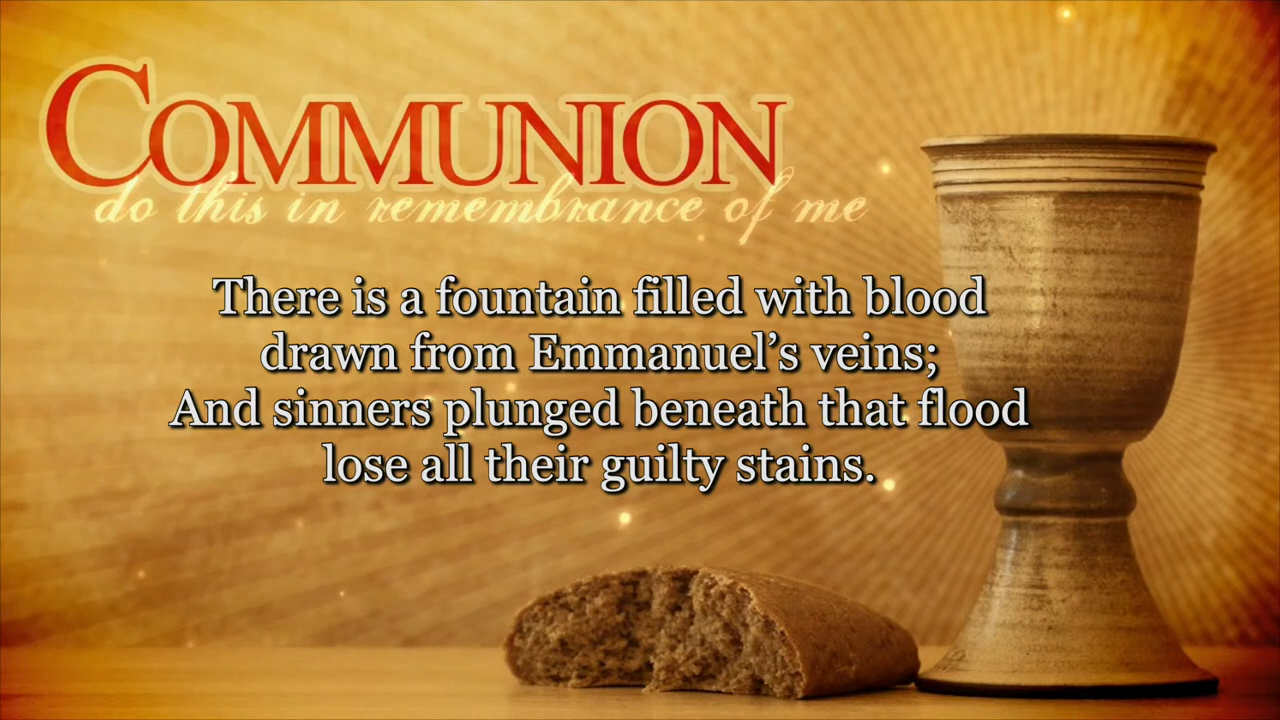 COMMUNION
do this in remembrance of me
There is a fountain filled with blood
drawn from Emmanuel’s veins;
And sinners plunged beneath that flood
lose all their guilty stains.